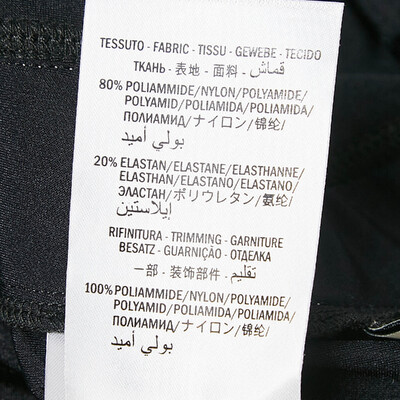 TESSUTO - FABRIC - TISSU - GEWEBE - TECIDO
ТКАНЬ - 表地 - 面料 - قماش
80% POLIAMMIDE/NYLON/POLYAMIDE/
POLYAMID/POLIAMIDA/POLIAMIDA/
ПОЛИАМИД/ナイロン/锦纶/
بولي أميد
20% ELASTAN/ELASTANE/ELASTHANNE/
ELASTHAN/ELASTANO/ELASTANO/
ЭЛАСТАН/ポリウレタン/氨纶/
إيلاستين
RIFINITURA - TRIMMING - GARNITURE
BESATZ - GUARNIÇÃO - ОТДЕЛКА
一部 - 装饰部件 - تقليم
100% POLIAMMIDE/NYLON/POLYAMIDE/
POLYAMID/POLIAMIDA/POLIAMIDA/
ПОЛИАМИД/ナイロン/锦纶/
بولي أميد